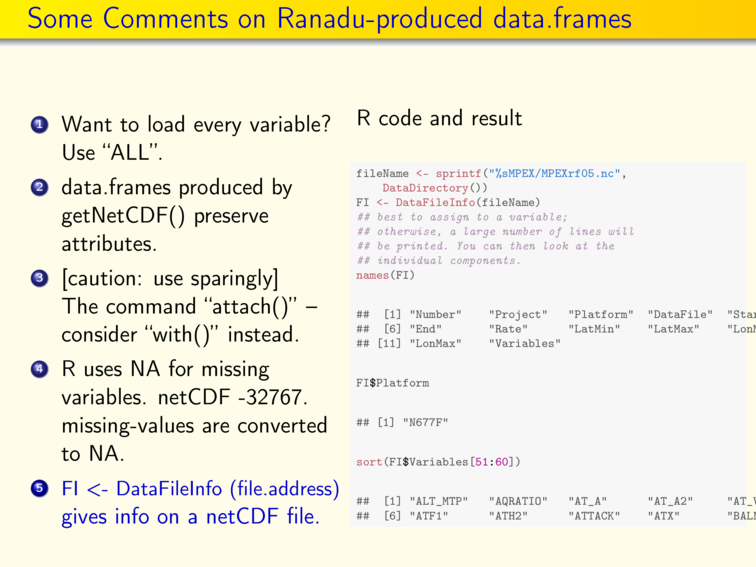 Some Comments on Ranadu-produced data.frames
1 Want to load every variable?
Use “ALL”.
2 data.frames produced by
getNetCDF() preserve
attributes.
3 [caution: use sparingly]
The command “attach()” –
consider “with()” instead.
4 R uses NA for missing
variables. netCDF -32767.
missing-values are converted
to NA.
5 FI <- DataFileInfo (file.address)
gives info on a netCDF file.
R code and result
fileName <- sprintf("%sMPEX/MPEXrf05.nc",
DataDirectory())
FI <- DataFileInfo(fileName)
## best to assign to a variable;
## otherwise, a large number of lines will
## be printed. You can then look at the
## individual components.
names(FI)
## [1] "Number" "Project" "Platform" "DataFile"
## [6] "End" "Rate" "LatMin" "LatMax"
## [11] "LonMax" "Variables"
FI$Platform
## [1] "N677F"
sort(FI$Variables[51:60])
## [1] "ALT_MTP" "AQRATIO" "AT_A" "AT_A2"
## [6] "ATF1" "ATH2" "ATTACK" "ATX"